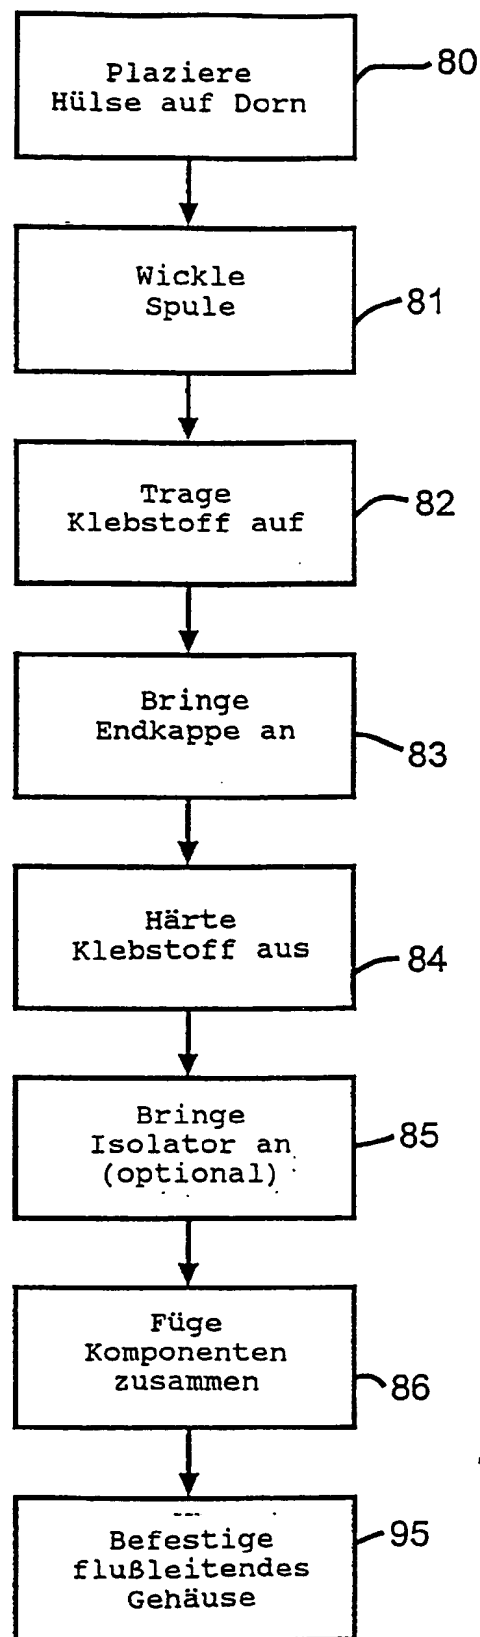 Plaziere
Hülse auf Dorn
80
Wickle
Spule
81
Trage
Klebstoff auf
82
Bringe
Endkappe an
83
Härte
Klebstoff aus
84
Bringe
Isolator an
(optional)
85
Füge
Komponenten
zusammen
86
Befestige
flußleitendes
Gehäuse
95